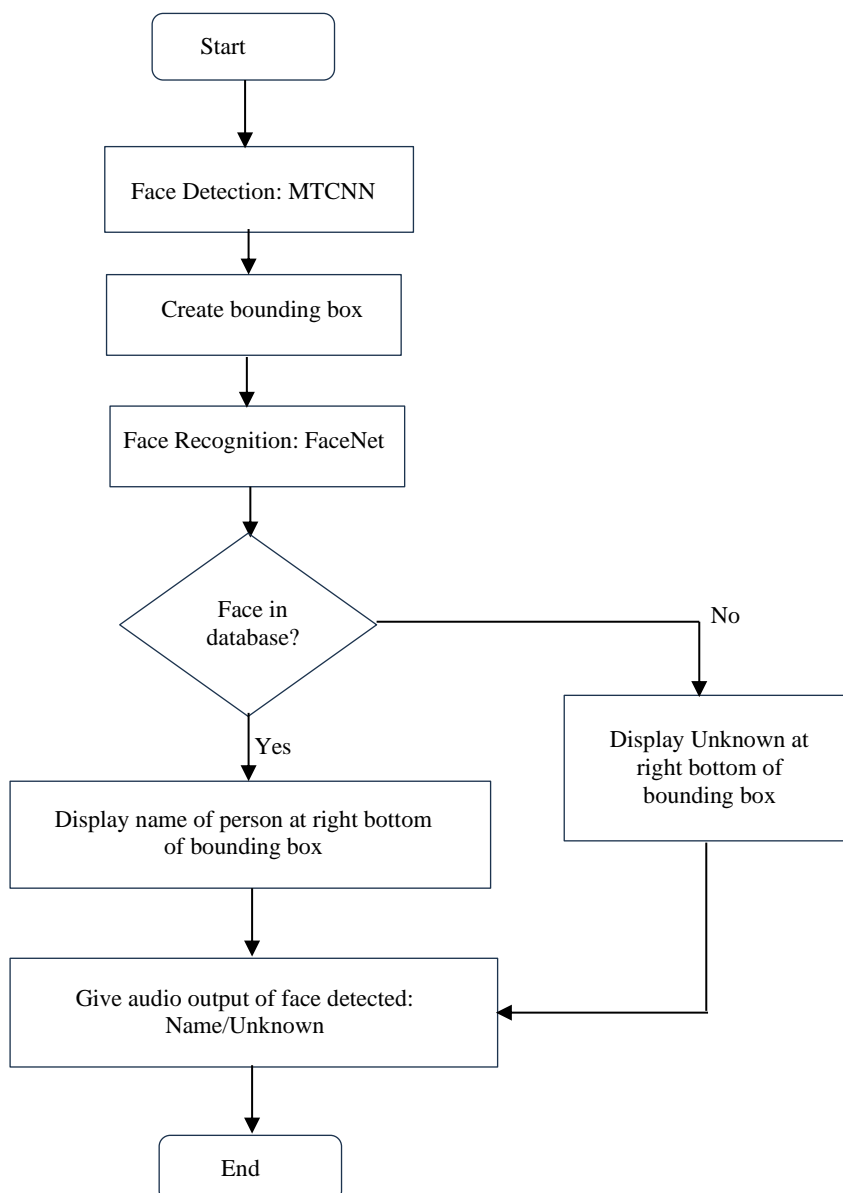 Start
Face Detection: MTCNN
Create bounding box
Face Recognition: FaceNet
Face in
database?
No
Yes
Display Unknown at
right bottom of
bounding box
Display name of person at right bottom
of bounding box
Give audio output of face detected:
Name/Unknown
End